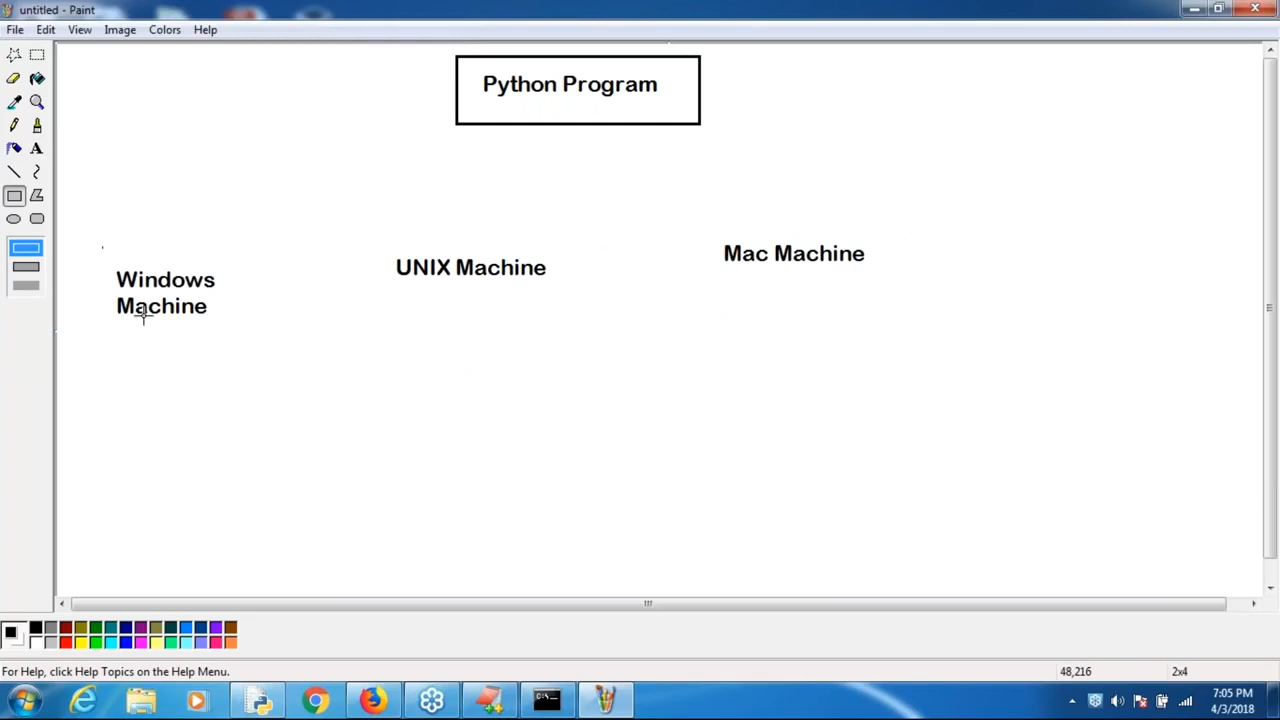 untitled - Paint
File Edit View Image Colors Help
Python Program
Mac Machine
UNIX Machine
Windows
Machine
For Help, click Help Topics on the Help Menu.
48,216
2x4
7:05 PM
4/3/2018